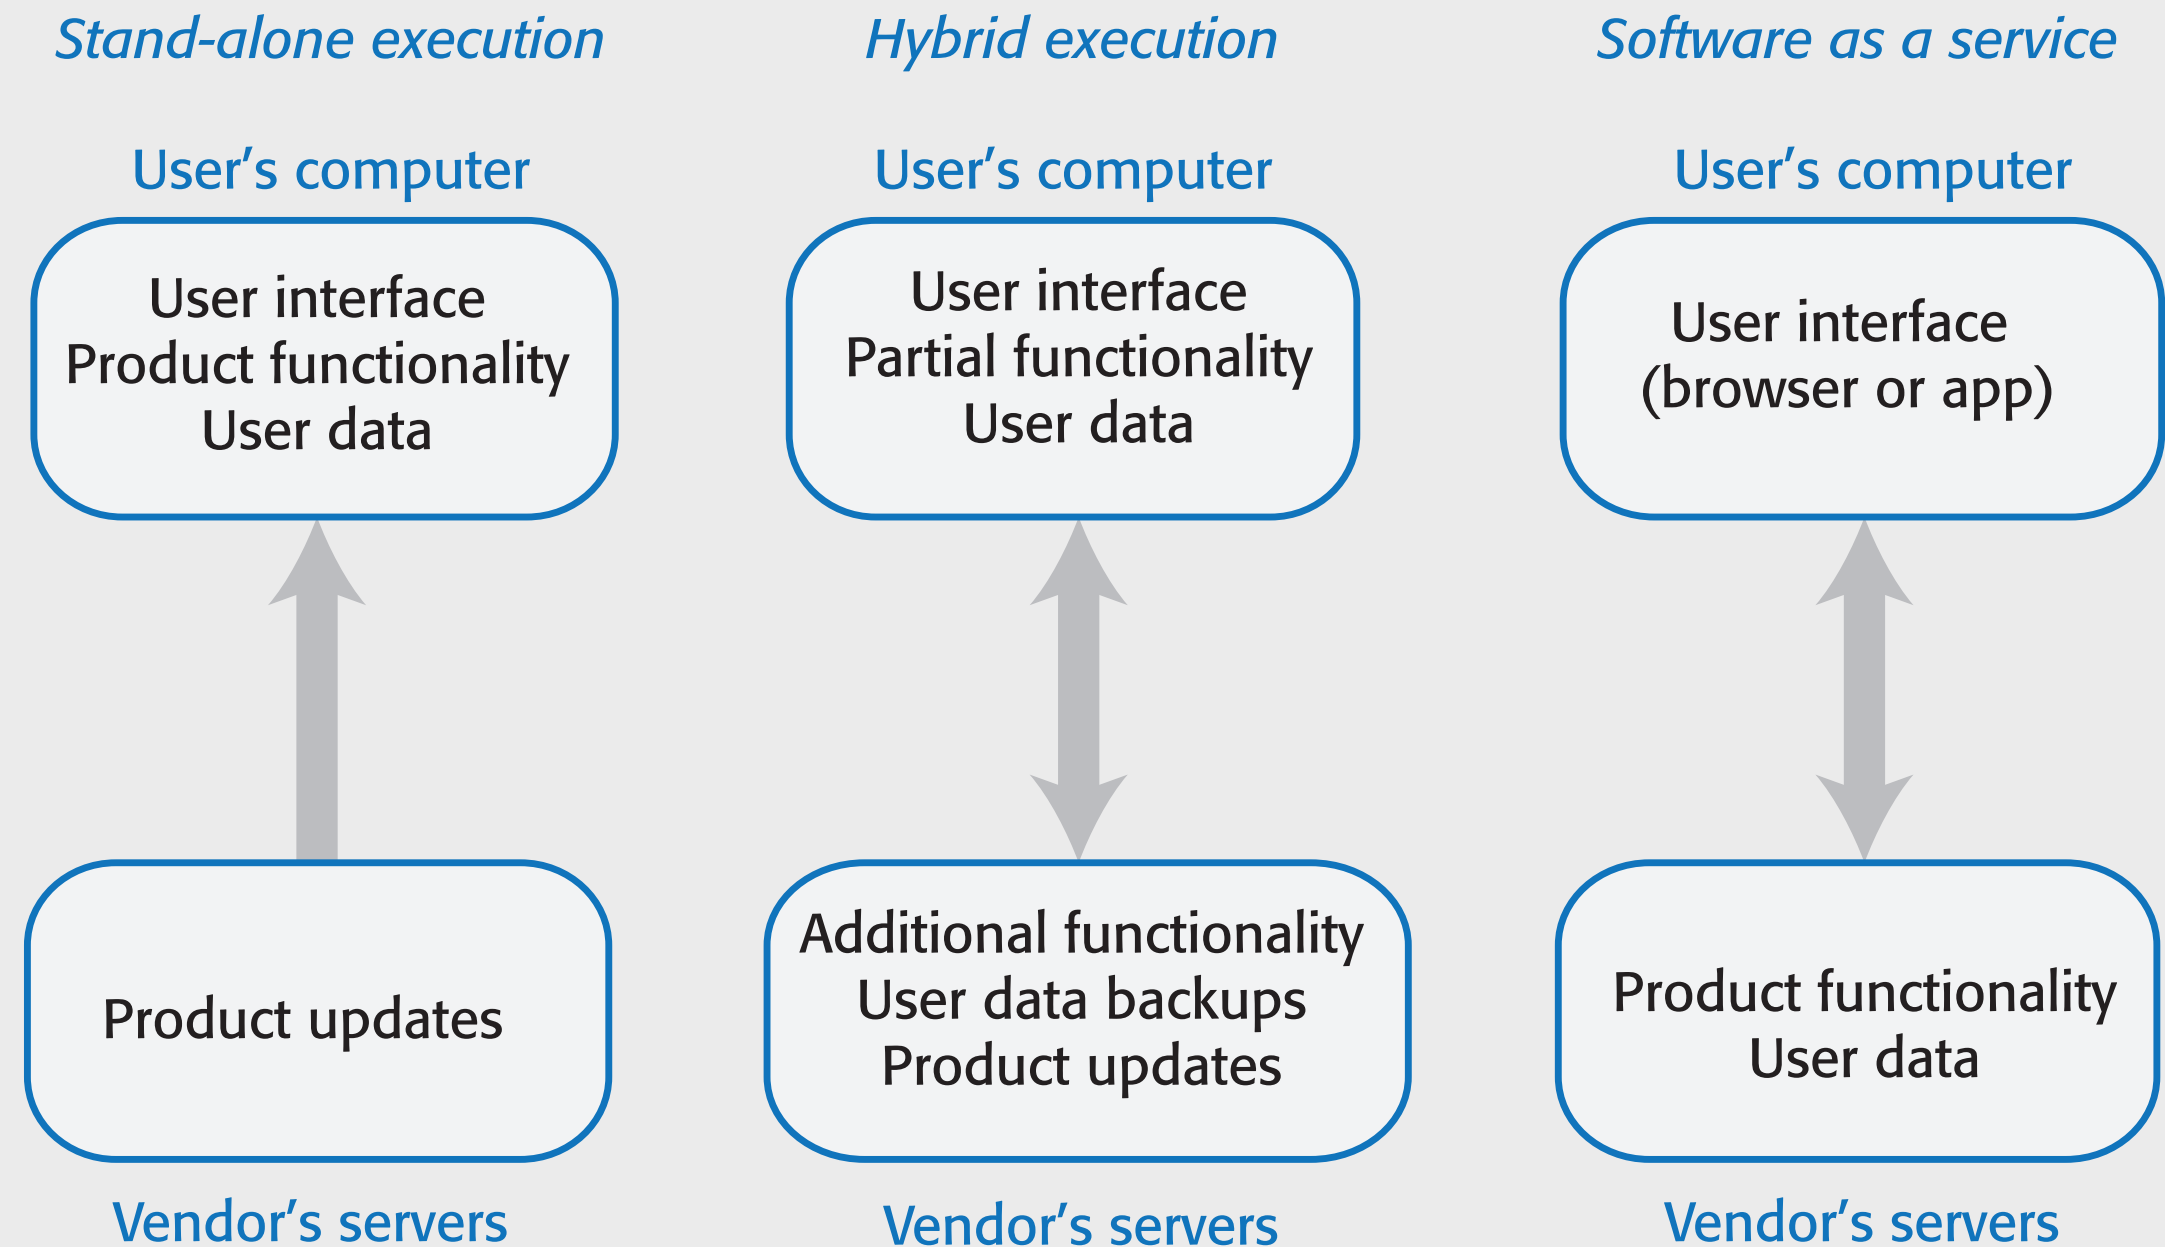 Stand-alone execution
User’s computer
User interface
Product functionality
User data
Product updates
Vendor’s servers
Hybrid execution
User’s computer
User interface
Partial functionality
User data
Additional functionality
User data backups
Product updates
Vendor’s servers
Software as a service
User’s computer
User interface
(browser or app)
Product functionality
User data
Vendor’s servers